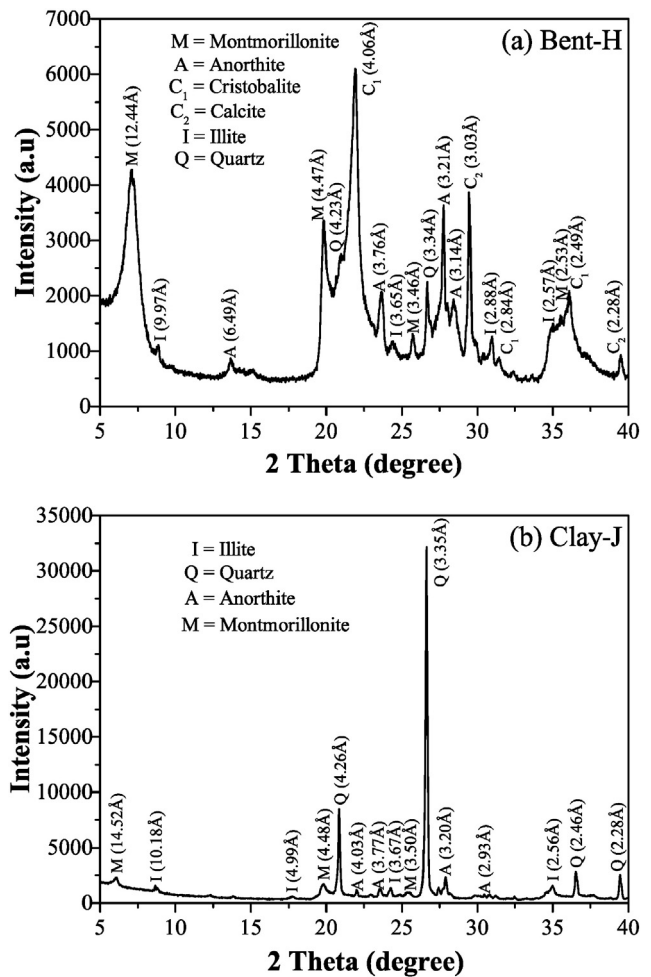 (a) Bent-H
M = Montmorillonite
A = Anorthite
C1 = Cristobalite
C2 = Calcite
I = Illite
Q = Quartz
M (12.44Å)
I (9.97Å)
A (6.49Å)
M (4.47Å)
Q (4.23Å)
C1 (4.06Å)
A (3.76Å)
I (3.65Å)
M (3.46Å)
Q (3.34Å)
A (3.21Å)
A (3.14Å)
C2 (3.03Å)
I (2.88Å)
C1 (2.84Å)
I (2.57Å)
M (2.53Å)
C1 (2.49Å)
C2 (2.28Å)
Intensity (a.u)
7000
6000
5000
4000
3000
2000
1000
0
5 10 15 20 25 30 35 40
2 Theta (degree)
(b) Clay-J
I = Illite
Q = Quartz
A = Anorthite
M = Montmorillonite
M (14.52Å)
I (10.18Å)
I (4.99Å)
M (4.48Å)
Q (4.26Å)
A (4.03Å)
A (3.77Å)
I (3.67Å)
M (3.50Å)
Q (3.35Å)
A (3.20Å)
A (2.93Å)
I (2.56Å)
Q (2.46Å)
Q (2.28Å)
Intensity (a.u)
35000
30000
25000
20000
15000
10000
5000
0
5 10 15 20 25 30 35 40
2 Theta (degree)